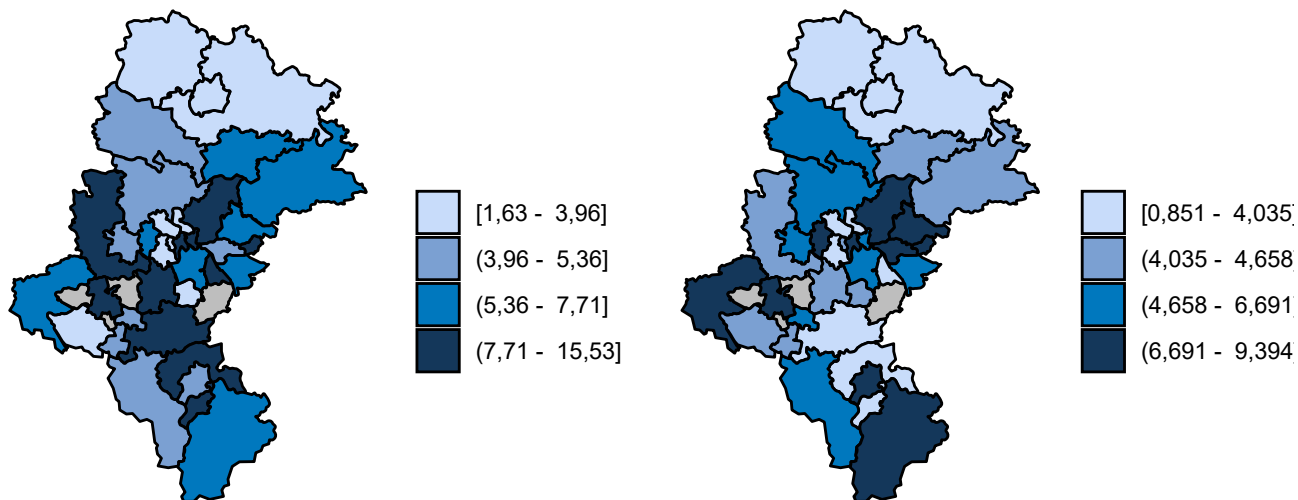 [1,63 - 3,96]
(3,96 - 5,36]
(5,36 - 7,71]
(7,71 - 15,53]
[0,851 - 4,035]
(4,035 - 4,658]
(4,658 - 6,691]
(6,691 - 9,394]